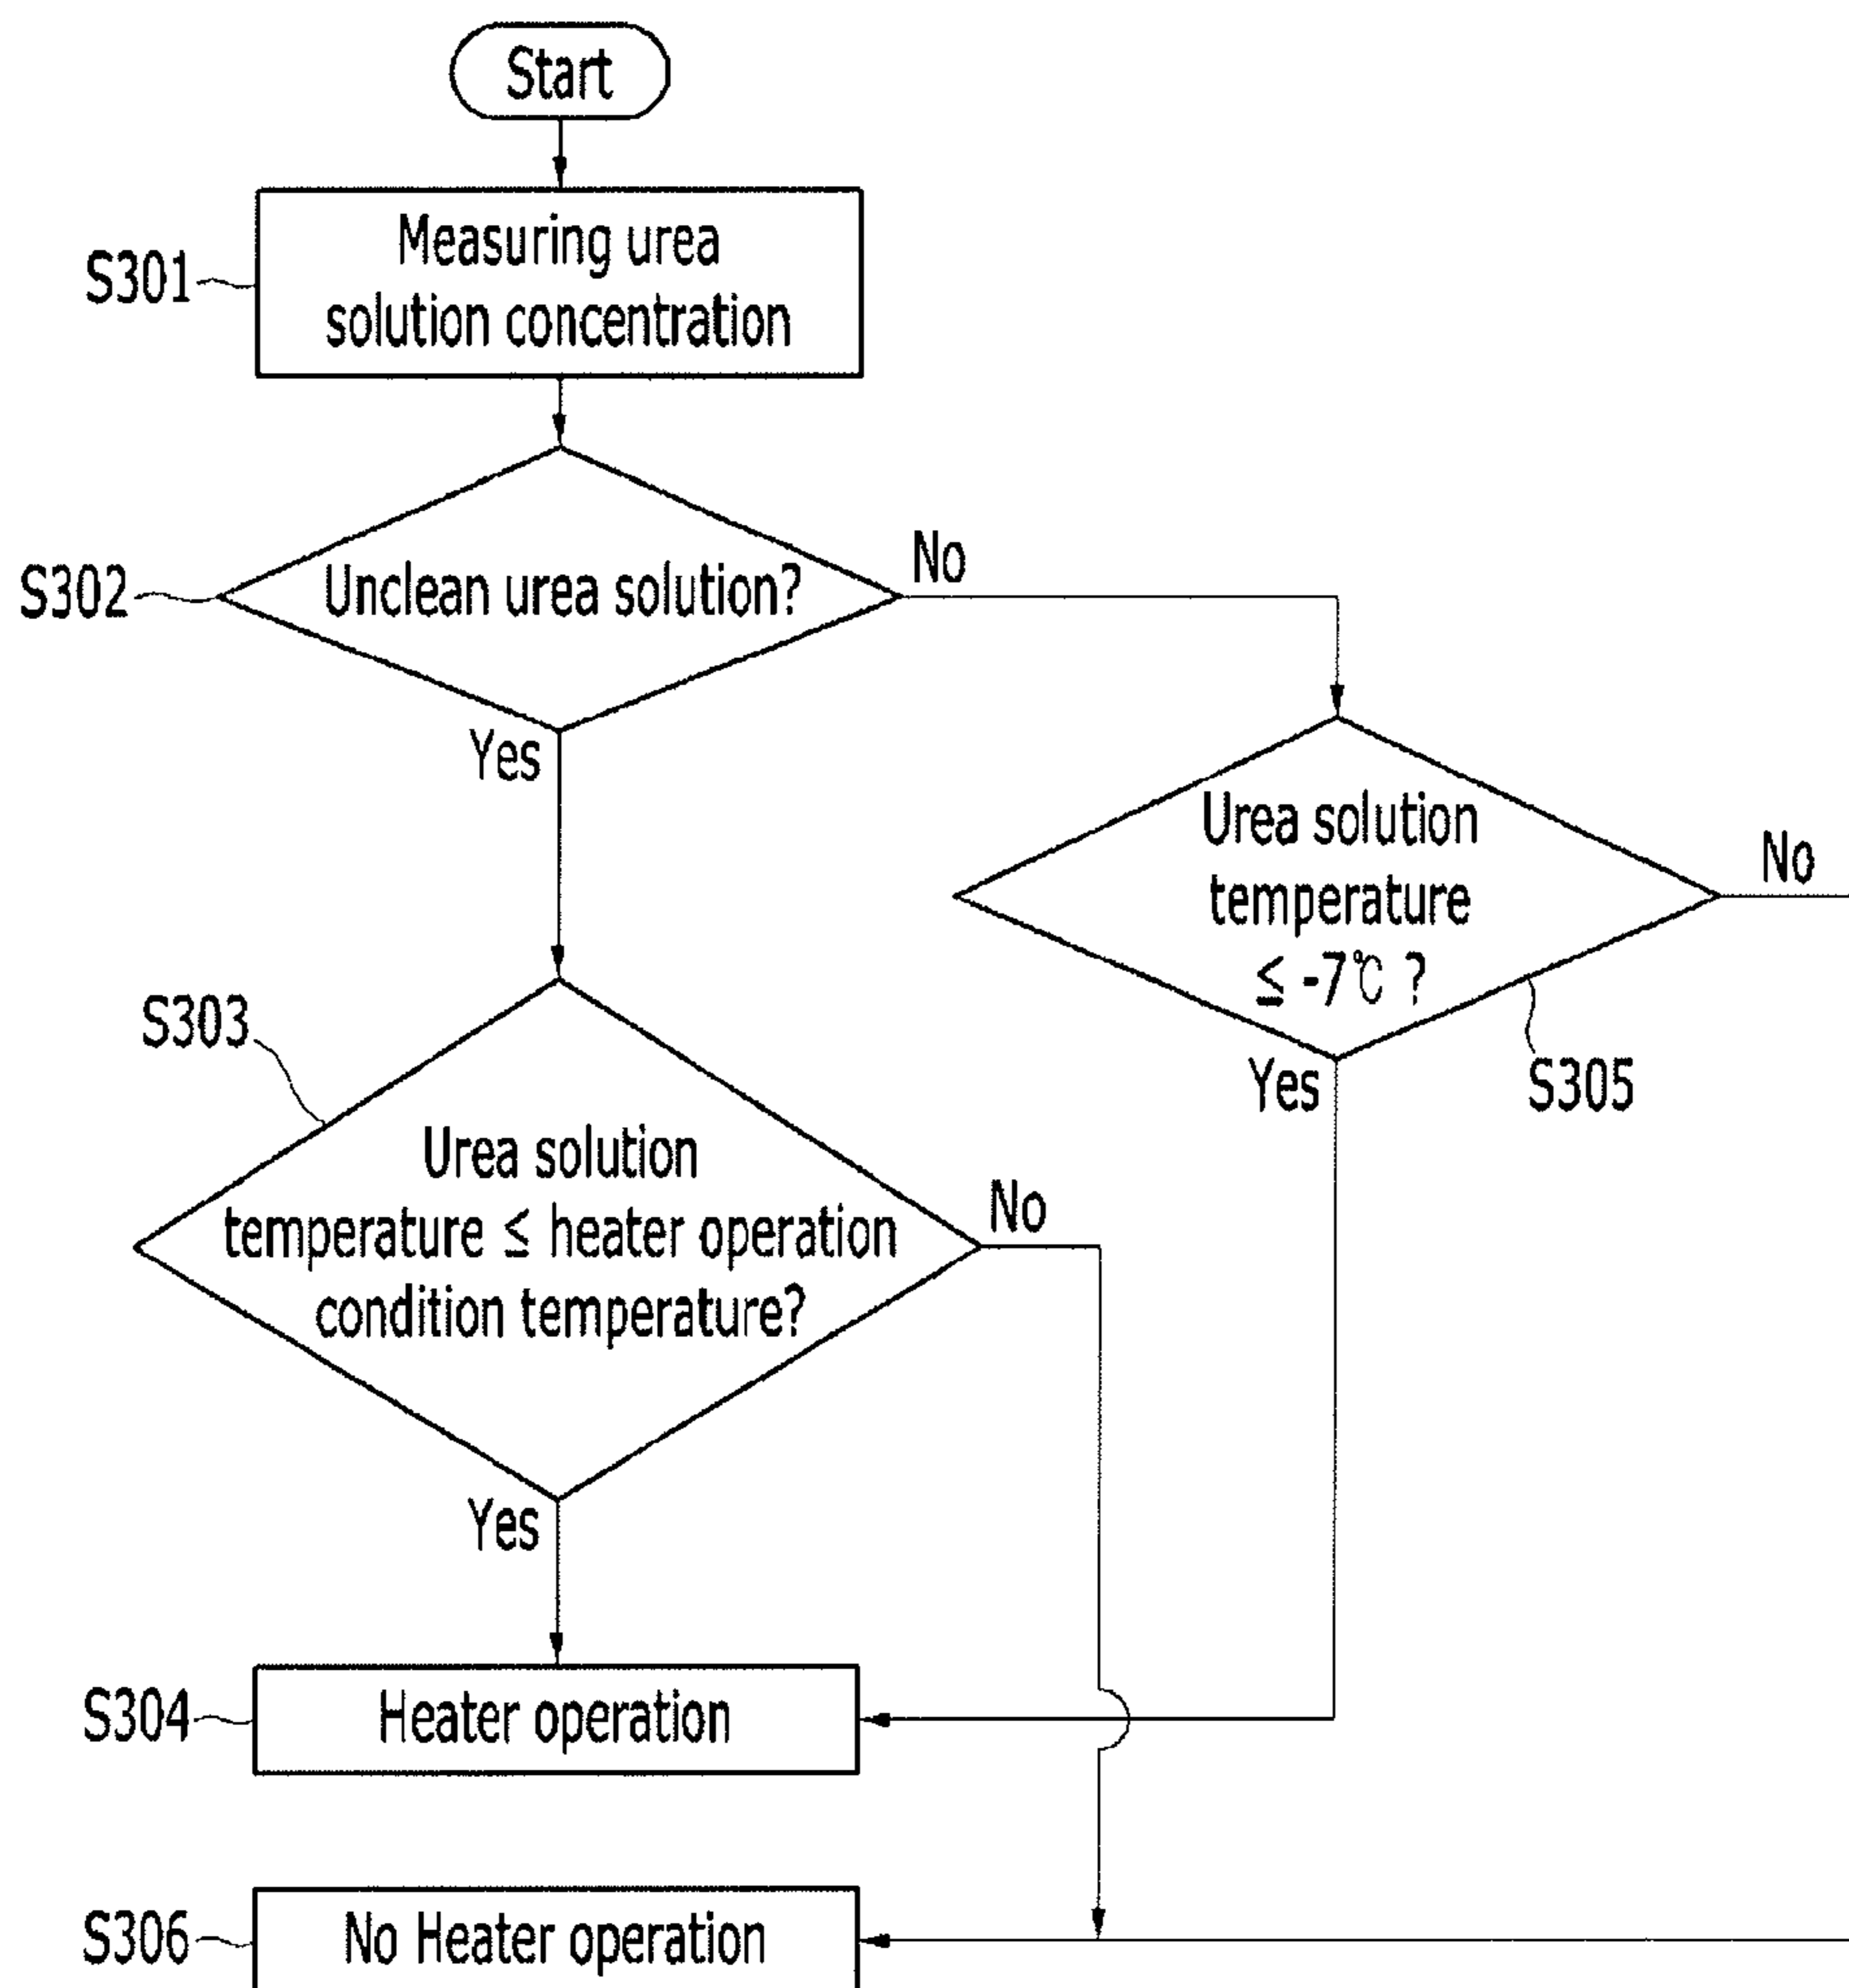 Start
S301
Measuring urea
solution concentration
S302
Unclean urea solution?
No
Yes
Urea solution
temperature
≤ -7℃ ?
No
Yes
S305
S303
Urea solution
temperature ≤ heater operation
condition temperature?
No
Yes
S304
Heater operation
S306
No Heater operation